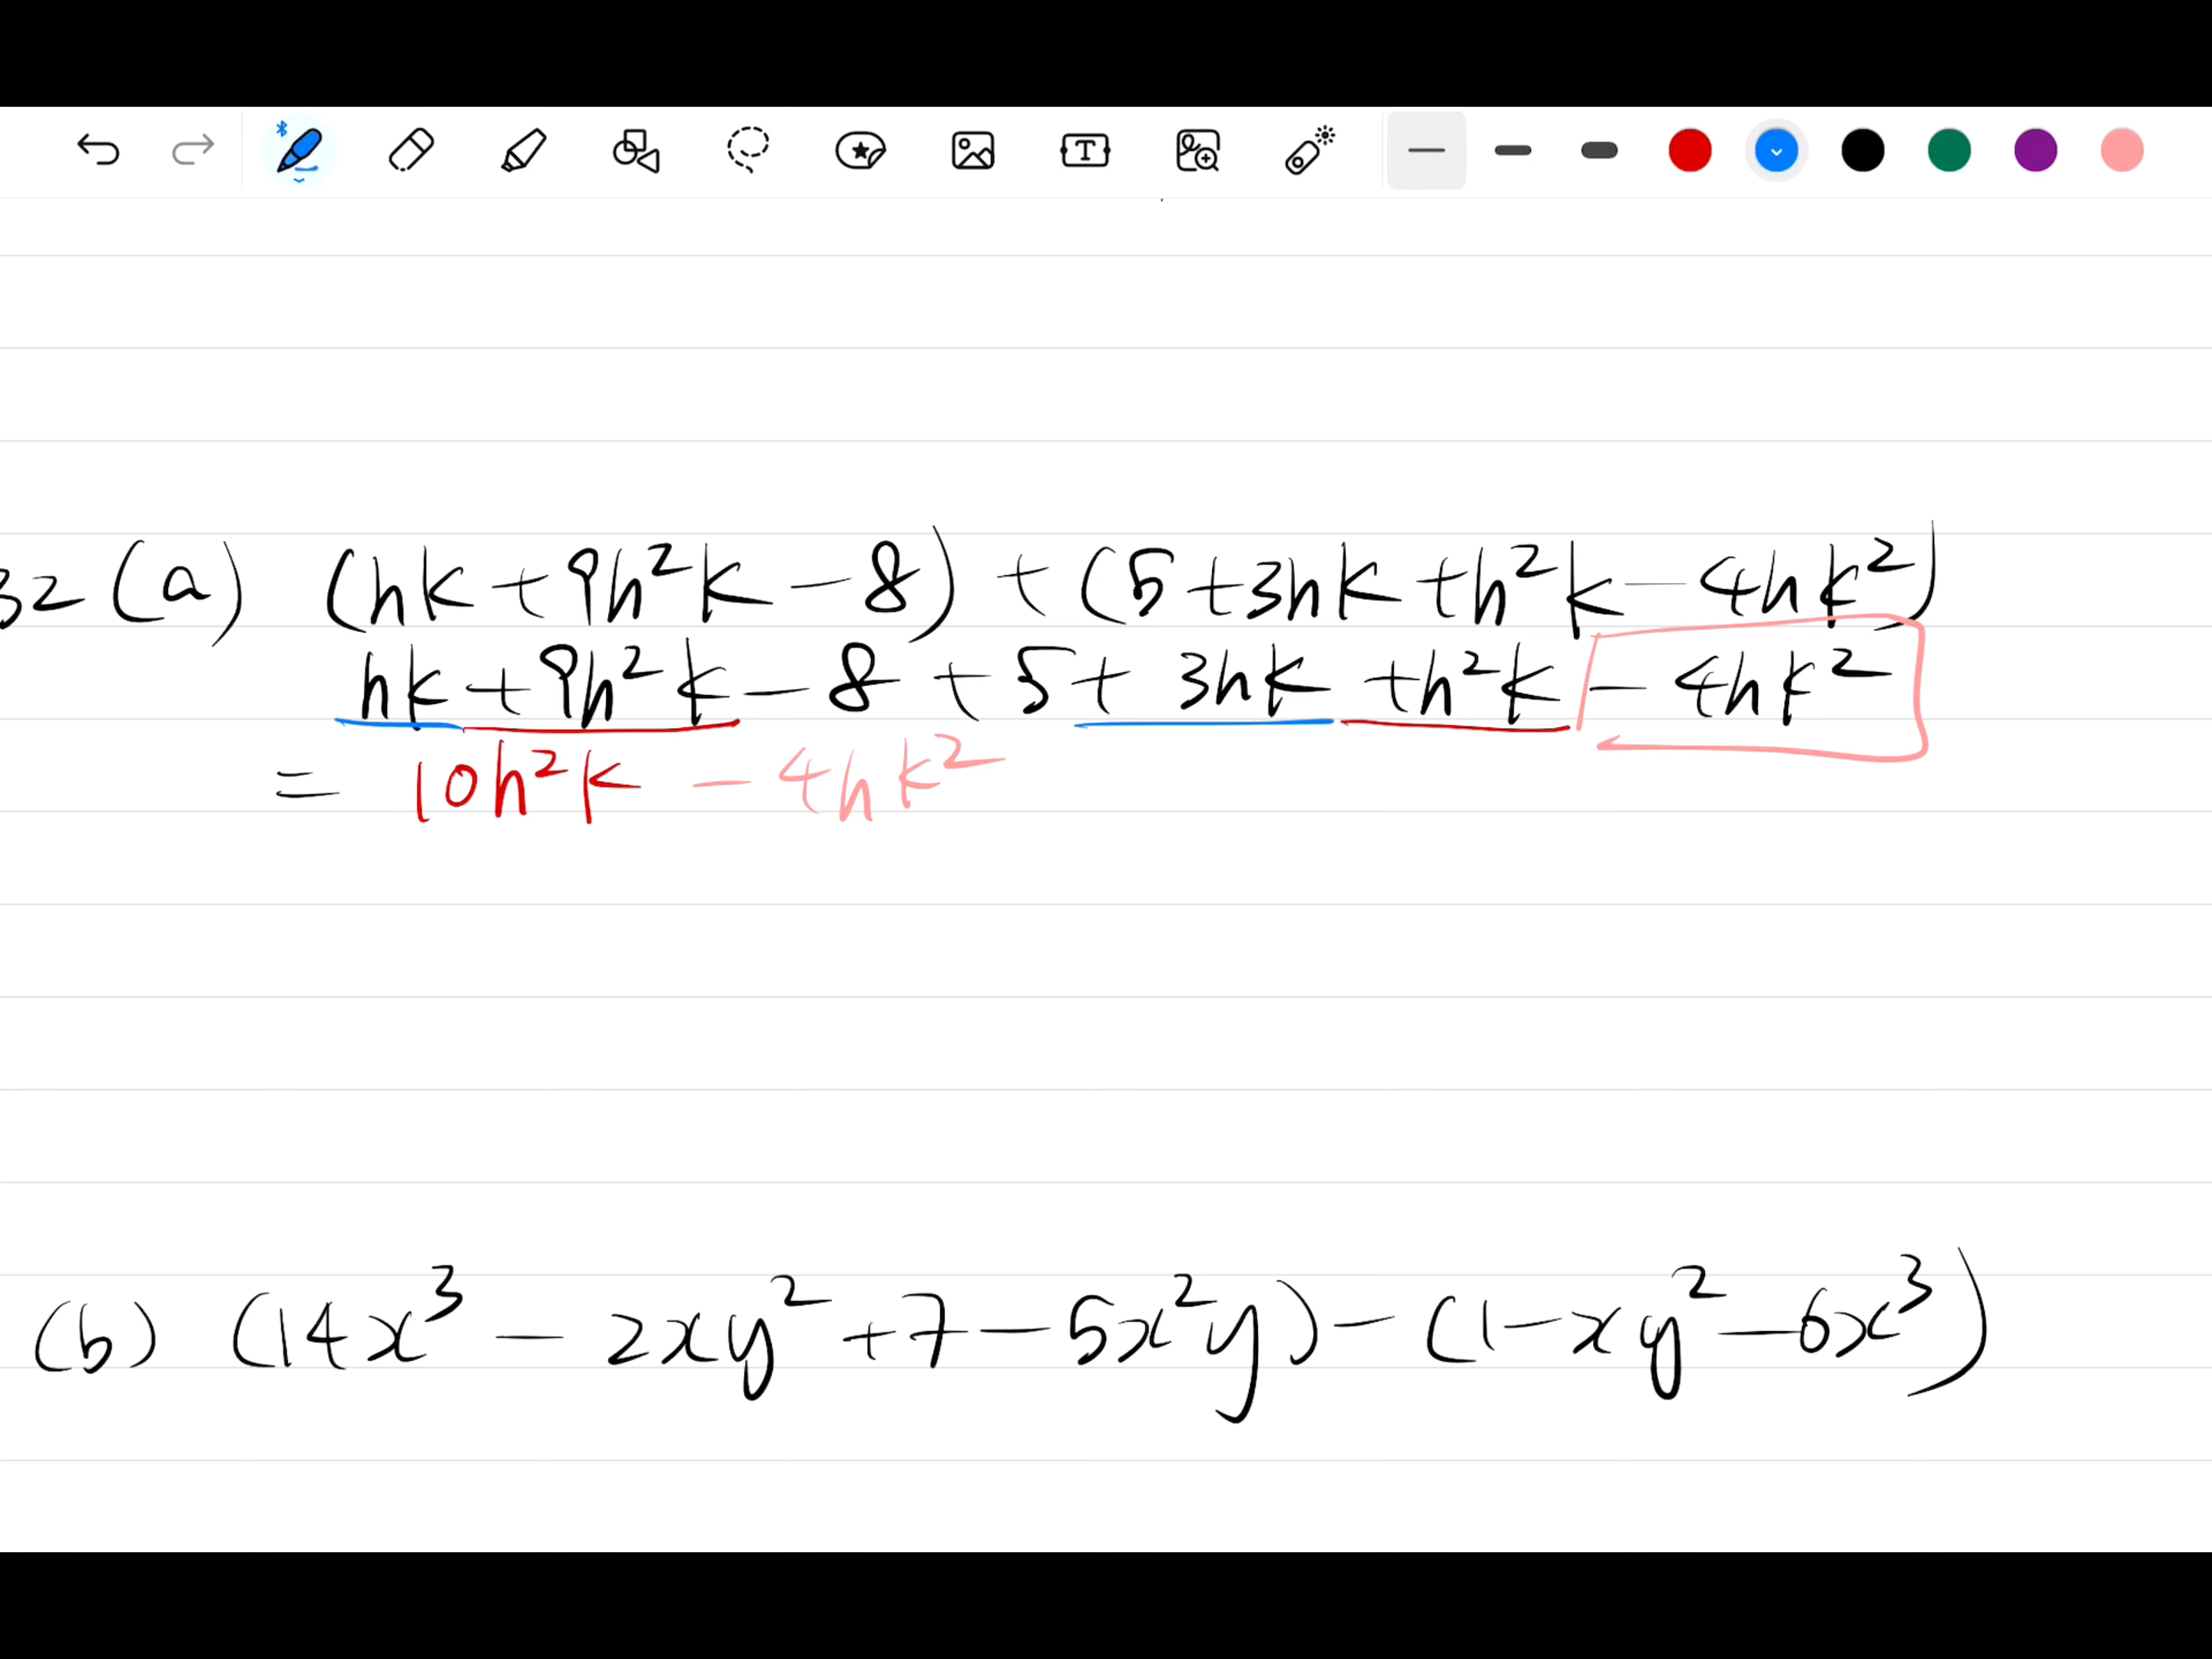 32 (a) (hk + 9h²k - 8) + (5 + 3hk + h²k - 4hk²)
hk + 9h²k - 8 + 5 + 3hk + h²k - 4hk²
= 10h²k - 4hk²
(b) (14x³ - 2xy² + 7 - 5x²y) - (1 - xy² - 6x³)